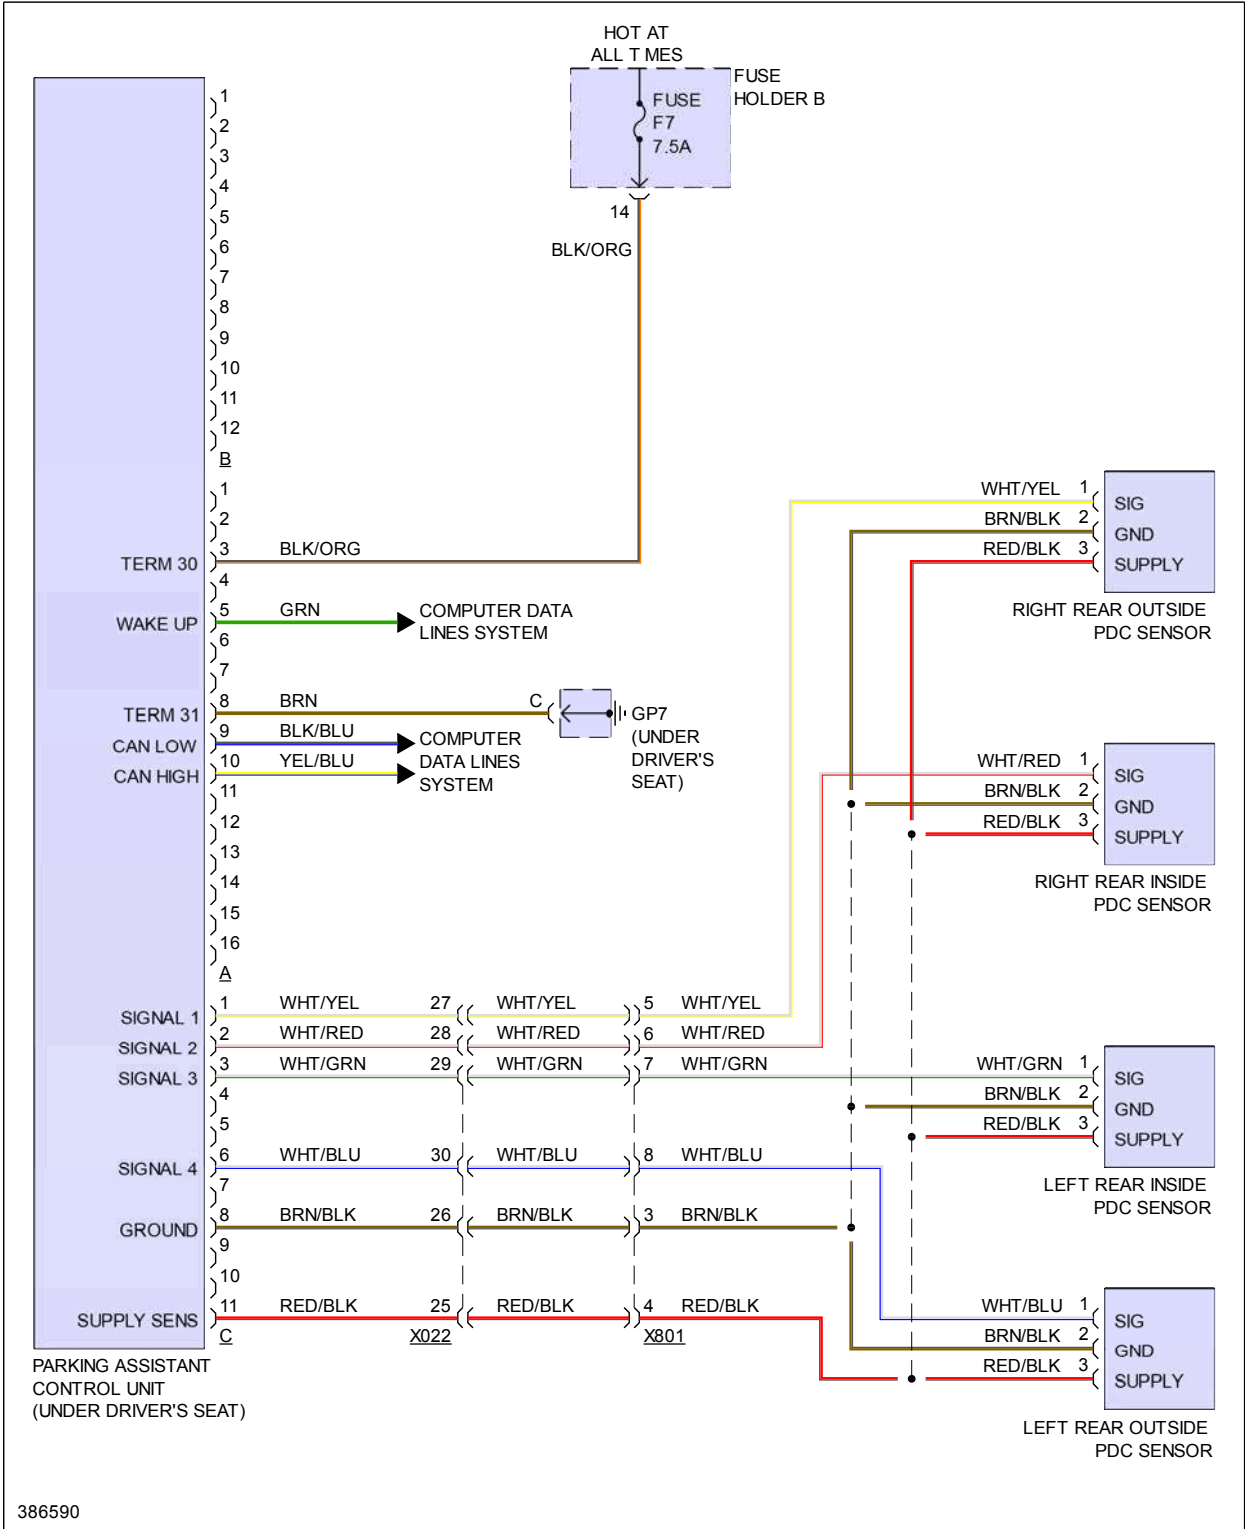 HOT AT
ALL T MES
FUSE
HOLDER B
FUSE
F7
7.5A
14
BLK/ORG
1
2
3
4
5
6
7
8
9
10
11
12
B
1
2
TERM 30 3 BLK/ORG
4
WAKE UP 5 GRN
COMPUTER DATA
LINES SYSTEM
6
7
TERM 31 8 BRN C
GP7
(UNDER
DRIVER'S
SEAT)
CAN LOW 9 BLK/BLU
CAN HIGH 10 YEL/BLU
COMPUTER
DATA LINES
SYSTEM
11
12
13
14
15
16
A
SIGNAL 1 1 WHT/YEL 27 WHT/YEL 5 WHT/YEL
SIGNAL 2 2 WHT/RED 28 WHT/RED 6 WHT/RED
SIGNAL 3 3 WHT/GRN 29 WHT/GRN 7 WHT/GRN
4
5
SIGNAL 4 6 WHT/BLU 30 WHT/BLU 8 WHT/BLU
7
GROUND 8 BRN/BLK 26 BRN/BLK 3 BRN/BLK
9
10
SUPPLY SENS 11 RED/BLK 25 RED/BLK 4 RED/BLK
C X022 X801
PARKING ASSISTANT
CONTROL UNIT
(UNDER DRIVER'S SEAT)
WHT/YEL 1 SIG
BRN/BLK 2 GND
RED/BLK 3 SUPPLY
RIGHT REAR OUTSIDE
PDC SENSOR
WHT/RED 1 SIG
BRN/BLK 2 GND
RED/BLK 3 SUPPLY
RIGHT REAR INSIDE
PDC SENSOR
WHT/GRN 1 SIG
BRN/BLK 2 GND
RED/BLK 3 SUPPLY
LEFT REAR INSIDE
PDC SENSOR
WHT/BLU 1 SIG
BRN/BLK 2 GND
RED/BLK 3 SUPPLY
LEFT REAR OUTSIDE
PDC SENSOR
386590